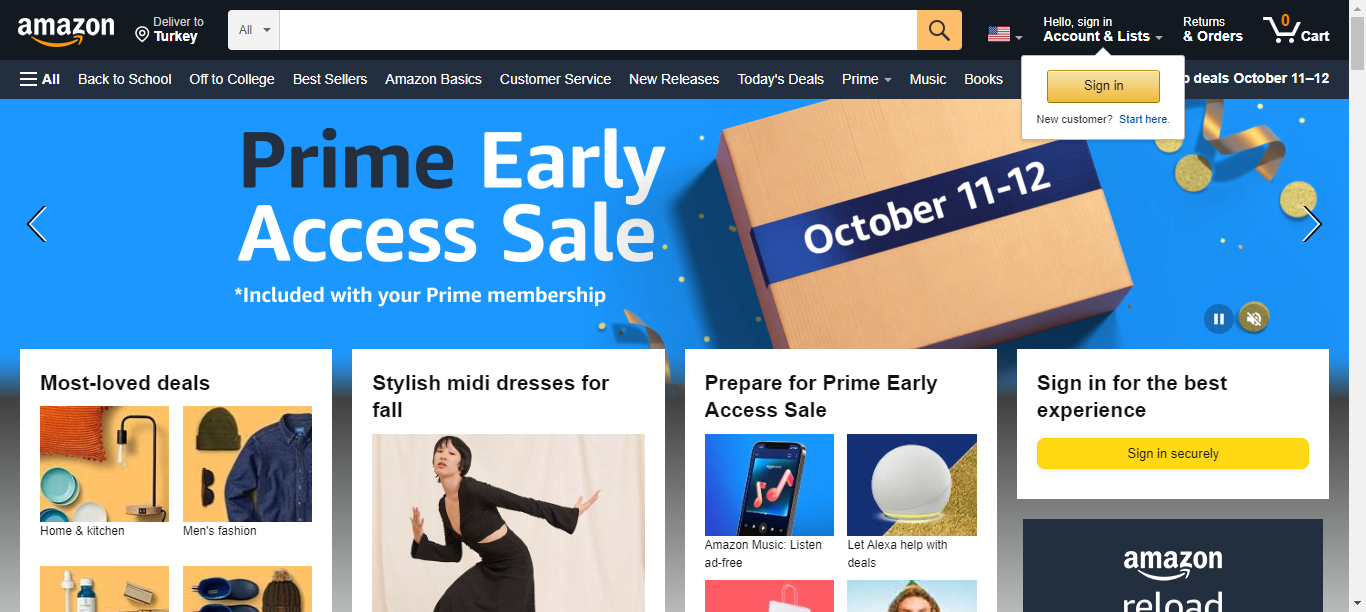 amazon
Deliver to
Turkey
All
Hello, sign in
Account & Lists
Returns
& Orders
0
Cart
All
Back to School
Off to College
Best Sellers
Amazon Basics
Customer Service
New Releases
Today's Deals
Prime
Music
Books
deals October 11–12
Sign in
New customer? Start here.
Prime Early
Access Sale
*Included with your Prime membership
October 11-12
Most-loved deals
Home & kitchen
Men's fashion
Stylish midi dresses for
fall
Prepare for Prime Early
Access Sale
Amazon Music: Listen
ad-free
Let Alexa help with
deals
Sign in for the best
experience
Sign in securely
amazon
reload